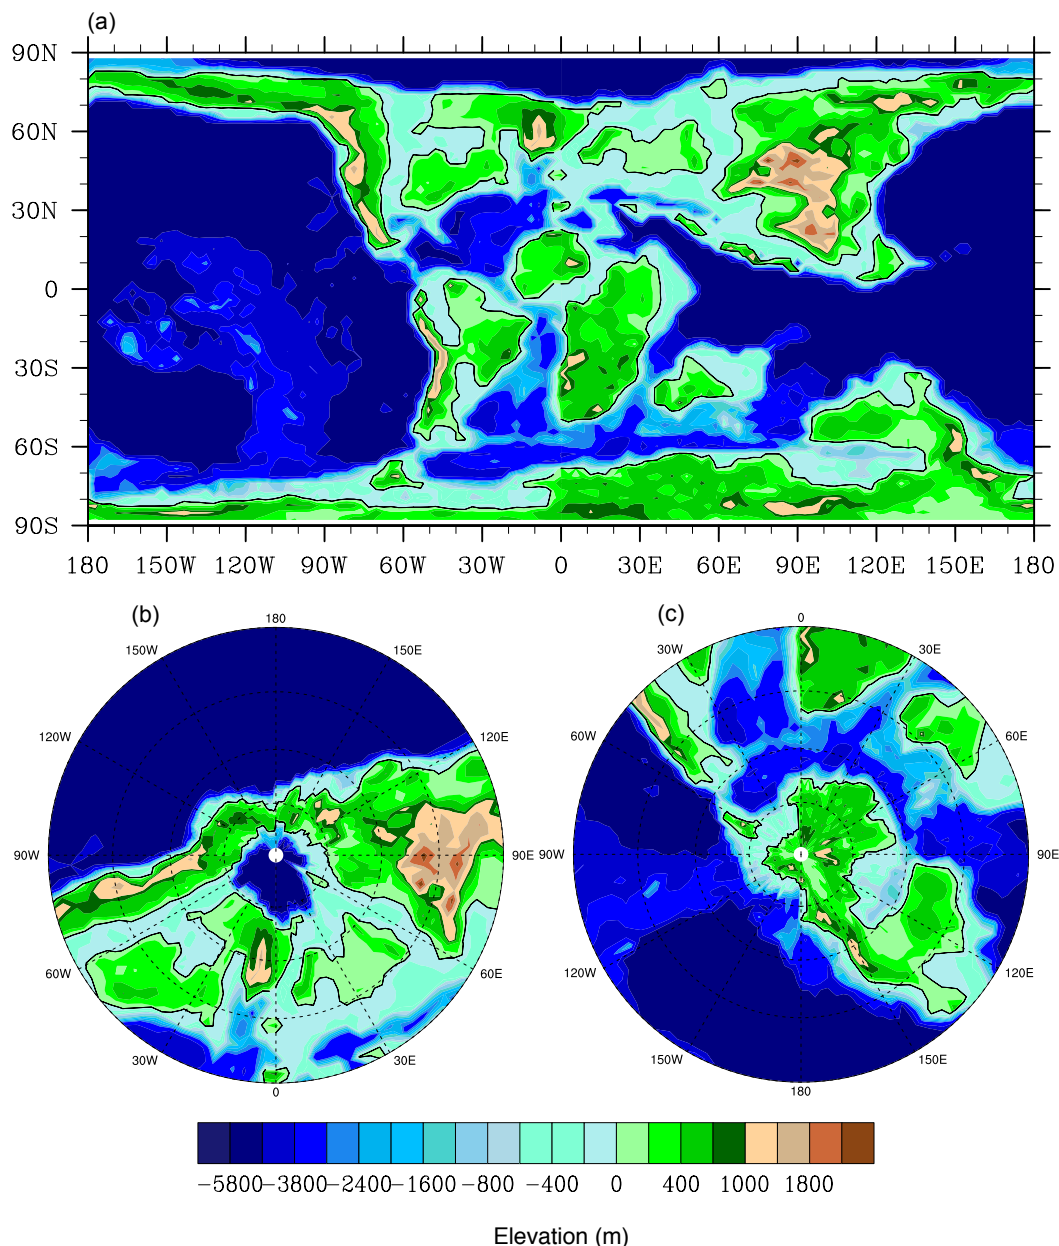 (a)
90N
60N
30N
0
30S
60S
90S
180 150W 120W 90W 60W 30W 0 30E 60E 90E 120E 150E 180
(b) (c)
180
150W 150E
120W 120E
90W 90E
60W 60E
30W 30E
0
0
30W 30E
60W 60E
90W 90E
120W 120E
150W 150E
180
−5800 −3800 −2400 −1600 −800 −400 0 400 1000 1800
Elevation (m)